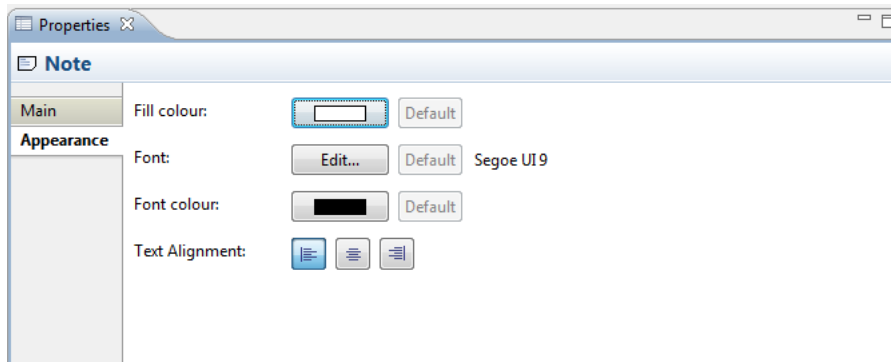 Properties
Note
Main
Fill colour: Default
Appearance
Font: Edit... Default Segoe UI 9
Font colour: Default
Text Alignment: